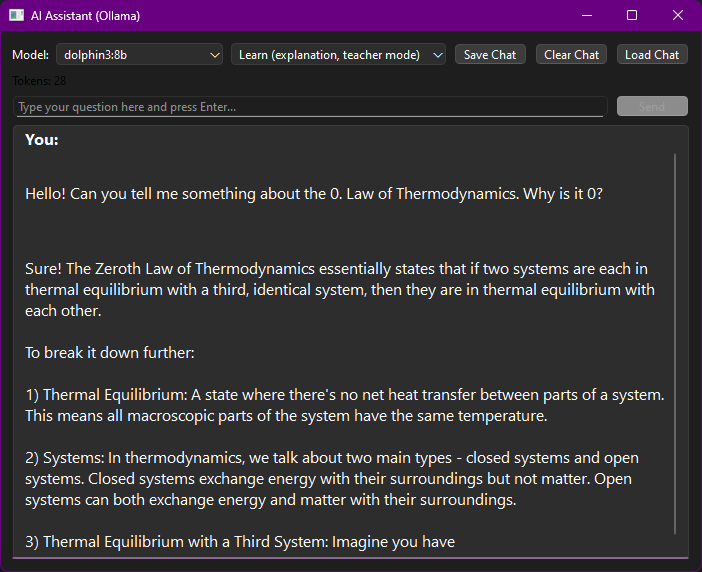 AI Assistant (Ollama)
Model: dolphin3:8b Learn (explanation, teacher mode) Save Chat Clear Chat Load Chat
Tokens: 28
Type your question here and press Enter... Send
You:
Hello! Can you tell me something about the 0. Law of Thermodynamics. Why is it 0?
Sure! The Zeroth Law of Thermodynamics essentially states that if two systems are each in
thermal equilibrium with a third, identical system, then they are in thermal equilibrium with
each other.
To break it down further:
1) Thermal Equilibrium: A state where there's no net heat transfer between parts of a system.
This means all macroscopic parts of the system have the same temperature.
2) Systems: In thermodynamics, we talk about two main types - closed systems and open
systems. Closed systems exchange energy with their surroundings but not matter. Open
systems can both exchange energy and matter with their surroundings.
3) Thermal Equilibrium with a Third System: Imagine you have